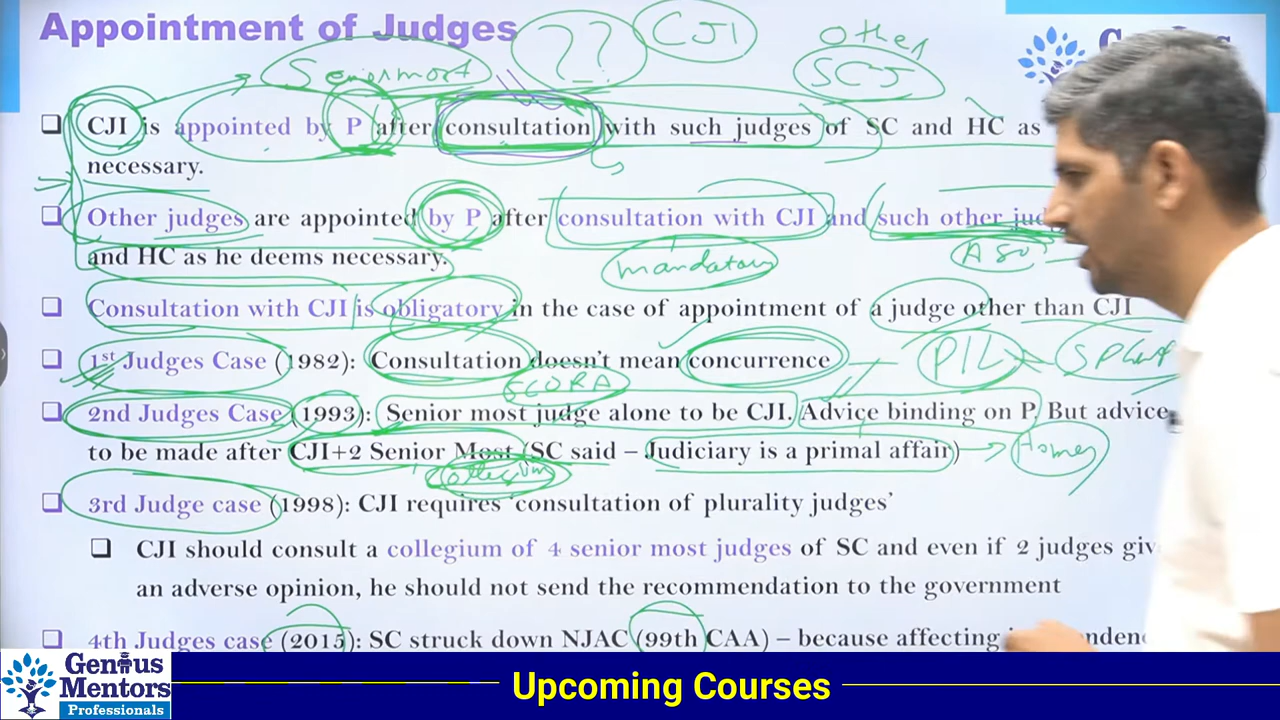 Appointment of Judges
??
CJI
Other
SCJ
Seniormost
❑ CJI is appointed by P after consultation with such judges of SC and HC as
necessary.
❑ Other judges are appointed by P after consultation with CJI and such other jud
and HC as he deems necessary.
mandatory
❑ Consultation with CJI is obligatory in the case of appointment of a judge other than CJI
❑ 1st Judges Case (1982): Consultation doesn't mean concurrence
PIL
SCORA
❑ 2nd Judges Case (1993): Senior most judge alone to be CJI. Advice binding on P. But advice
to be made after CJI+2 Senior Most (SC said – Judiciary is a primal affair)
Collegium
❑ 3rd Judge case (1998): CJI requires 'consultation of plurality judges'
❑ CJI should consult a collegium of 4 senior most judges of SC and even if 2 judges giv
an adverse opinion, he should not send the recommendation to the government
❑ 4th Judges case (2015): SC struck down NJAC (99th CAA) – because affecting
Genius
Mentors
Professionals
Upcoming Courses